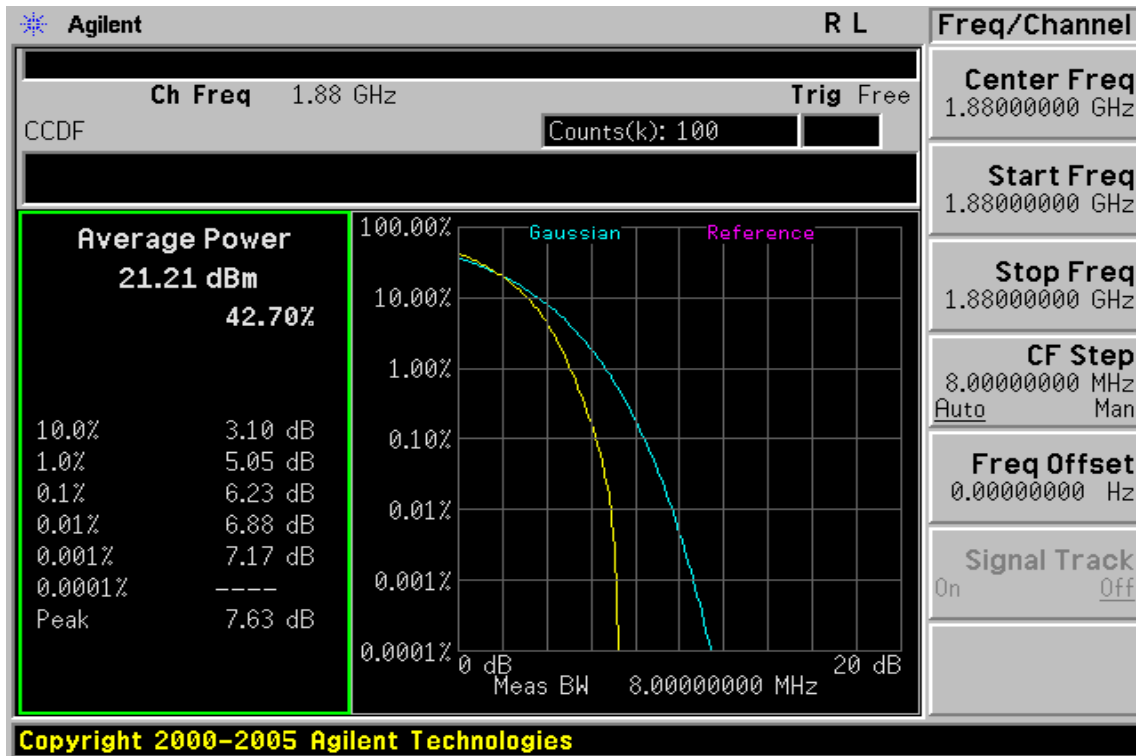 Agilent R L
Ch Freq 1.88 GHz Trig Free
CCDF Counts(k): 100
Average Power
21.21 dBm
42.70%
10.0% 3.10 dB
1.0% 5.05 dB
0.1% 6.23 dB
0.01% 6.88 dB
0.001% 7.17 dB
0.0001% ----
Peak 7.63 dB
Gaussian Reference
100.00%
10.00%
1.00%
0.10%
0.01%
0.001%
0.0001%
0 dB 20 dB
Meas BW 8.00000000 MHz
Freq/Channel
Center Freq
1.88000000 GHz
Start Freq
1.88000000 GHz
Stop Freq
1.88000000 GHz
CF Step
8.00000000 MHz
Auto Man
Freq Offset
0.00000000 Hz
Signal Track
On Off
Copyright 2000-2005 Agilent Technologies